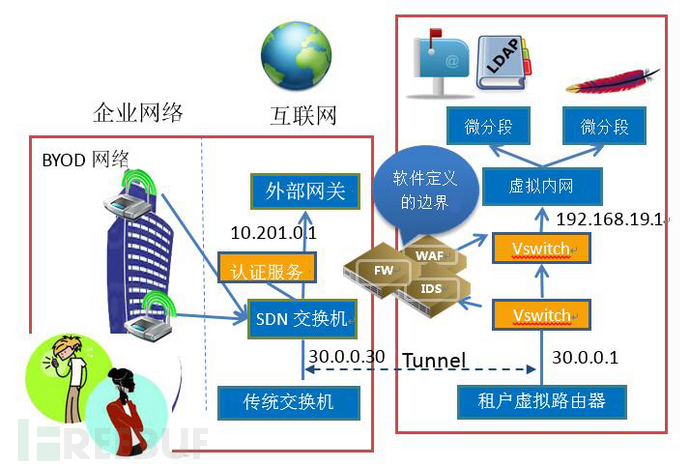 企业网络
互联网
BYOD 网络
外部网关
10.201.0.1
认证服务
SDN 交换机
30.0.0.30
传统交换机
Tunnel
@
LDAP
微分段
微分段
虚拟内网
192.168.19.1
软件定义
的边界
WAF
FW
IDS
Vswitch
Vswitch
30.0.0.1
租户虚拟路由器
FREEBUF